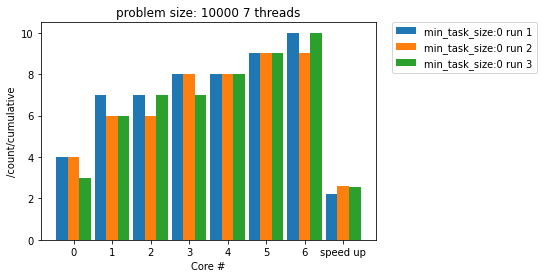 problem size: 10000 7 threads
min_task_size:0 run 1
min_task_size:0 run 2
min_task_size:0 run 3
10
8
6
4
2
0
/count/cumulative
0 1 2 3 4 5 6 speed up
Core #